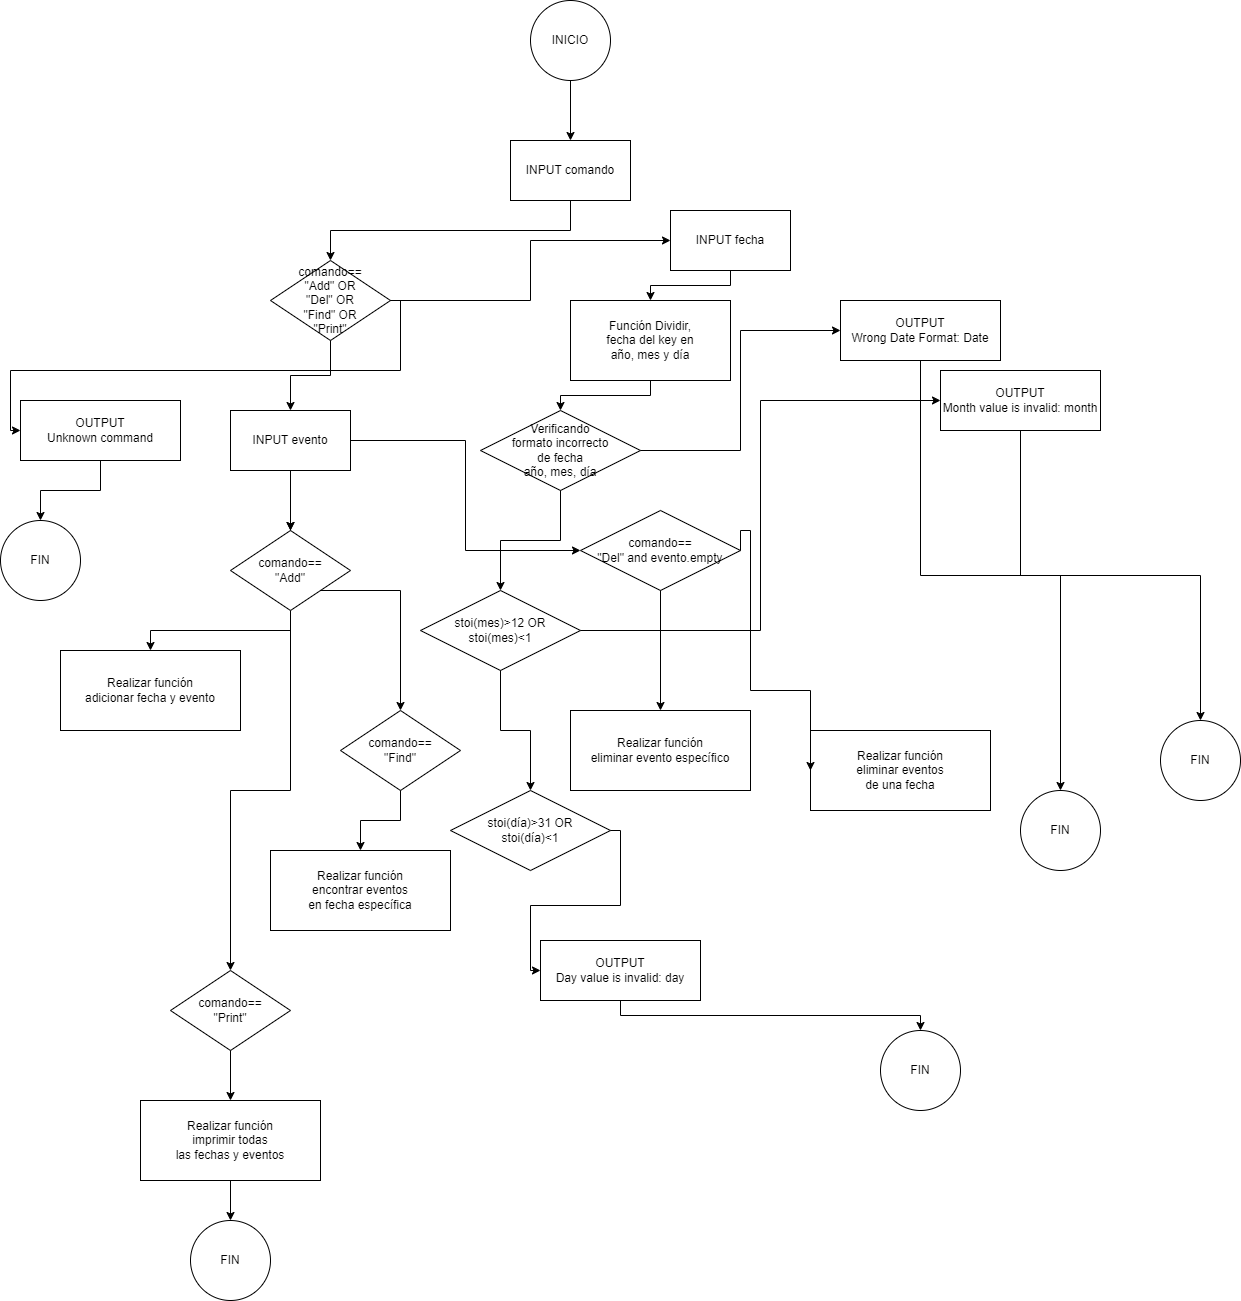 INICIO
INPUT comando
INPUT fecha
comando==
"Add" OR
"Del" OR
"Find" OR
"Print"
Función Dividir,
fecha del key en
año, mes y día
OUTPUT
Wrong Date Format: Date
OUTPUT
Month value is invalid: month
OUTPUT
Unknown command
INPUT evento
Verificando
formato incorrecto
de fecha
año, mes, día
FIN
comando==
"Add"
comando==
"Del" and evento.empty
stoi(mes)>12 OR
stoi(mes)<1
Realizar función
adicionar fecha y evento
comando==
"Find"
Realizar función
eliminar evento específico
Realizar función
eliminar eventos
de una fecha
FIN
FIN
stoi(día)>31 OR
stoi(día)<1
Realizar función
encontrar eventos
en fecha específica
OUTPUT
Day value is invalid: day
comando==
"Print"
FIN
Realizar función
imprimir todas
las fechas y eventos
FIN